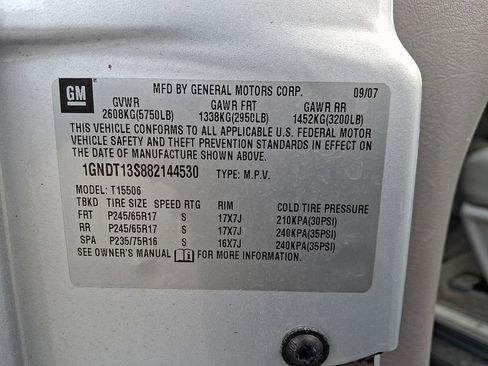 GM
MFD BY GENERAL MOTORS CORP. 09/07
GVWR GAWR FRT GAWR RR
2608KG(5750LB) 1338KG(2950LB) 1452KG(3200LB)
THIS VEHICLE CONFORMS TO ALL APPLICABLE U.S. FEDERAL MOTOR
VEHICLE SAFETY AND THEFT PREVENTION STANDARDS IN EFFECT ON
THE DATE OF MANUFACTURE SHOWN ABOVE.
1GNDT13S882144530 TYPE: M.P.V.
MODEL: T15506
TBKD TIRE SIZE SPEED RTG RIM COLD TIRE PRESSURE
FRT P245/65R17 S 17X7J 210KPA(30PSI)
RR P245/65R17 S 17X7J 240KPA(35PSI)
SPA P235/75R16 S 16X7J 240KPA(35PSI)
SEE OWNER'S MANUAL i FOR MORE INFORMATION.